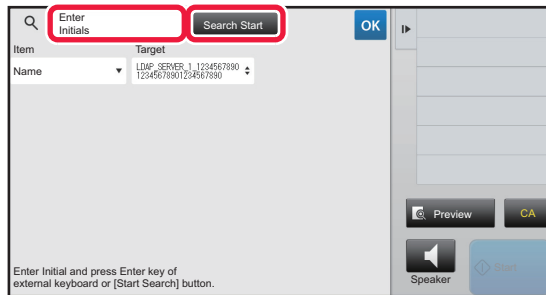 Enter
Initials
Search Start
OK
Item
Target
Name
LDAP_SERVER_1_1234567890
12345678901234567890
Preview
CA
Enter Initial and press Enter key of
external keyboard or [Start Search] button.
Speaker
Start